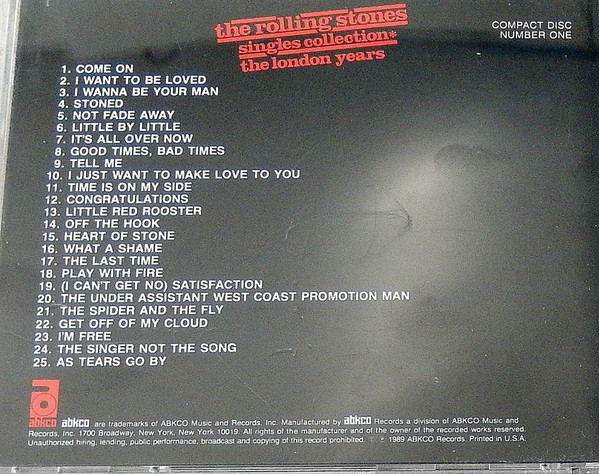 the rolling stones
singles collection*
the london years
COMPACT DISC
NUMBER ONE
1. COME ON
2. I WANT TO BE LOVED
3. I WANNA BE YOUR MAN
4. STONED
5. NOT FADE AWAY
6. LITTLE BY LITTLE
7. IT'S ALL OVER NOW
8. GOOD TIMES, BAD TIMES
9. TELL ME
10. I JUST WANT TO MAKE LOVE TO YOU
11. TIME IS ON MY SIDE
12. CONGRATULATIONS
13. LITTLE RED ROOSTER
14. OFF THE HOOK
15. HEART OF STONE
16. WHAT A SHAME
17. THE LAST TIME
18. PLAY WITH FIRE
19. (I CAN'T GET NO) SATISFACTION
20. THE UNDER ASSISTANT WEST COAST PROMOTION MAN
21. THE SPIDER AND THE FLY
22. GET OFF OF MY CLOUD
23. I'M FREE
24. THE SINGER NOT THE SONG
25. AS TEARS GO BY
abkco abkco are trademarks of ABKCO Music and Records, Inc. Manufactured by abkco Records a division of ABKCO Music and
Records, Inc. 1700 Broadway, New York, New York 10019. All rights of the manufacturer and of the owner of the recorded works reserved.
Unauthorized hiring, lending, public performance, broadcast and copying of this record prohibited. 1989 ABKCO Records. Printed in U.S.A.